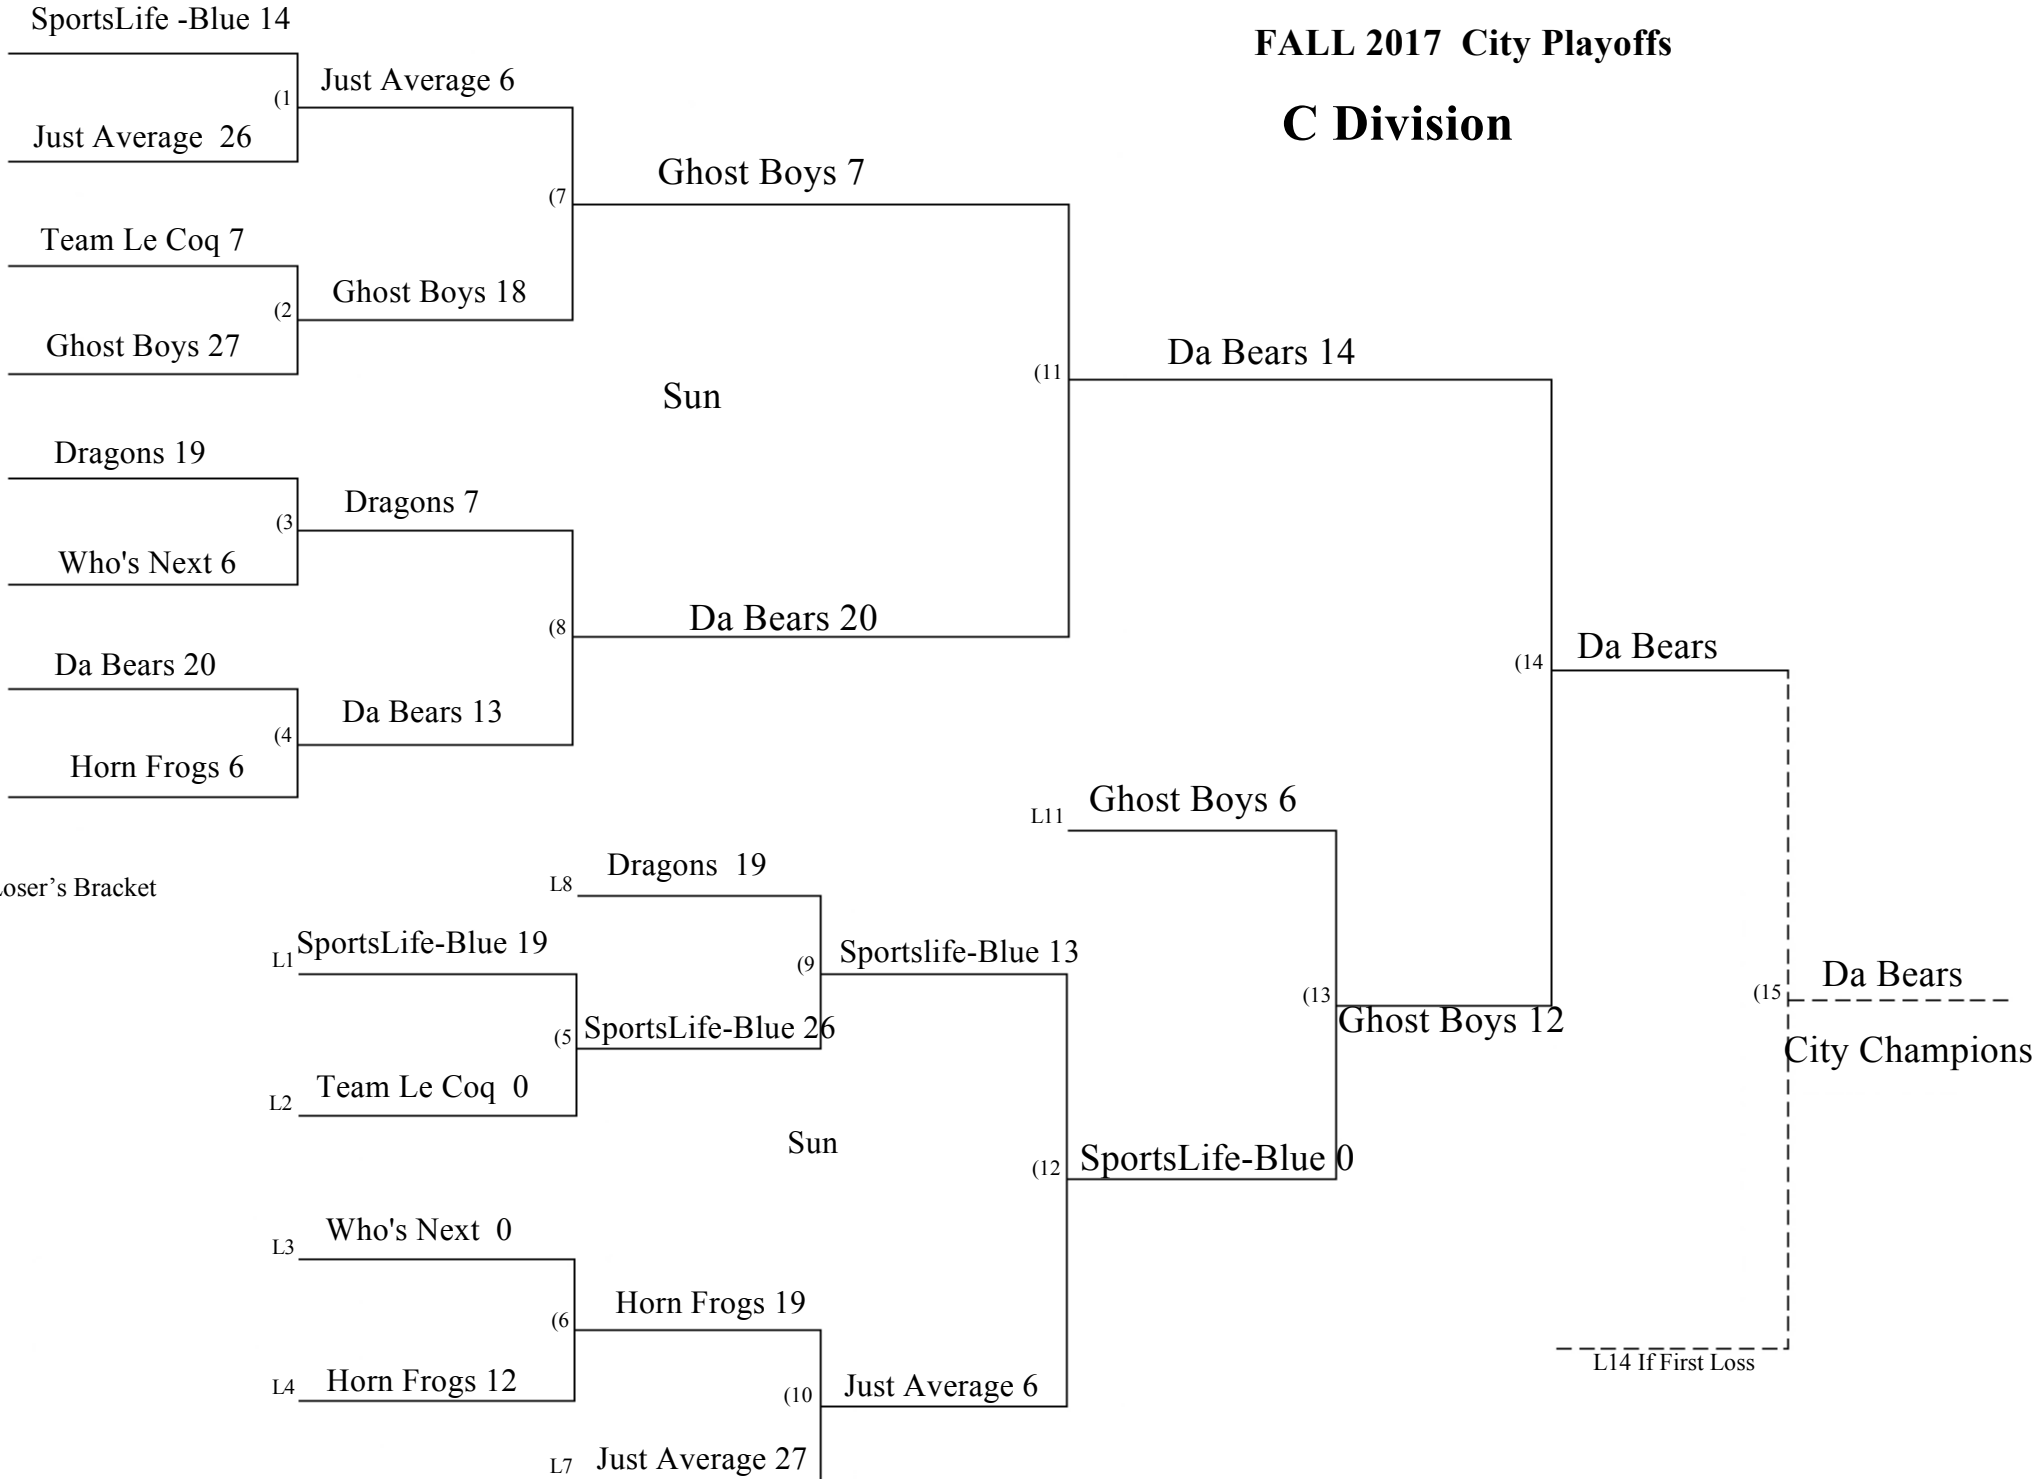 SportsLife -Blue 14
FALL 2017 City Playoffs
Just Average 6
(1
C Division
Just Average 26
Ghost Boys 7
(7
Team Le Coq 7
Ghost Boys 18
(2
Ghost Boys 27
Da Bears 14
(11
Sun
Dragons 19
Dragons 7
(3
Who's Next 6
Da Bears 20
(8
Da Bears
(14
Da Bears 20
Da Bears 13
(4
Horn Frogs 6
Ghost Boys 6
L11
Dragons 19
L8
oser's Bracket
SportsLife-Blue 19
L1
Sportslife-Blue 13
(9
Da Bears
(15
(13
Ghost Boys 12
SportsLife-Blue 26
(5
City Champions
Team Le Coq 0
L2
Sun
SportsLife-Blue 0
(12
Who's Next 0
L3
Horn Frogs 19
(6
L14 If First Loss
Horn Frogs 12
L4
Just Average 6
(10
Just Average 27
L7